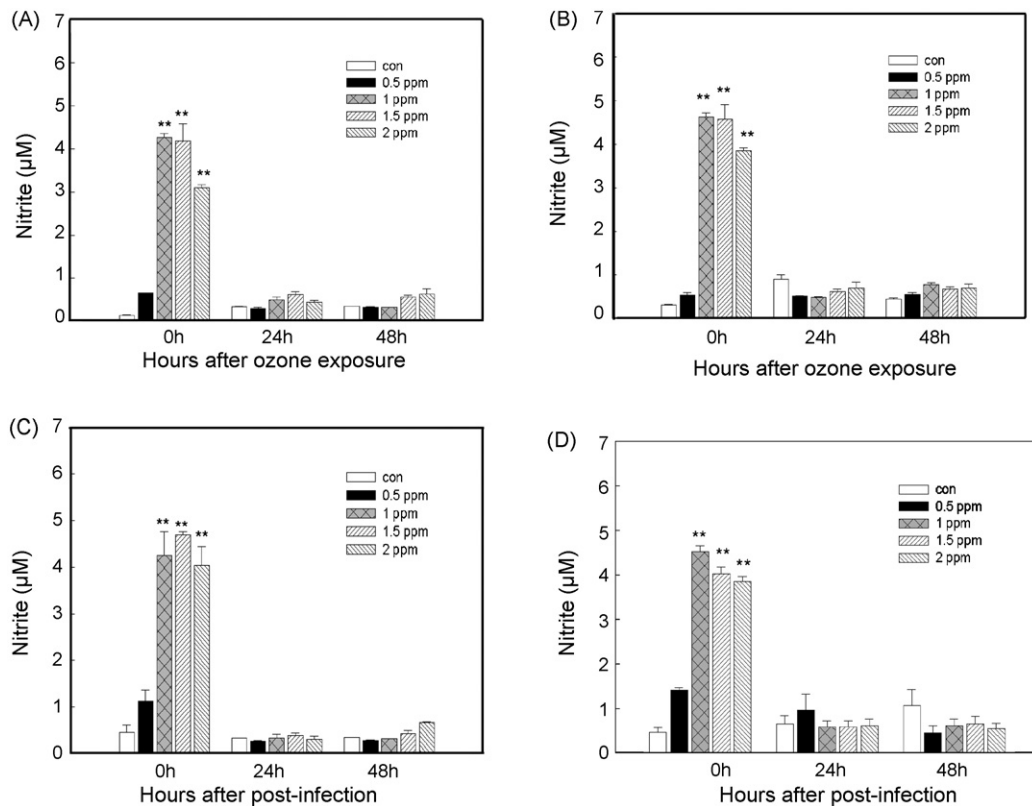 (A)
7
6
5
4
3
2
1
0
Nitrite (µM)
con
0.5 ppm
1 ppm
1.5 ppm
2 ppm
** ** **
0h 24h 48h
Hours after ozone exposure
(B)
7
6
5
4
3
2
1
0
Nitrite (µM)
con
0.5 ppm
1 ppm
1.5 ppm
2 ppm
** ** **
0h 24h 48h
Hours after ozone exposure
(C)
7
6
5
4
3
2
1
0
Nitrite (µM)
con
0.5 ppm
1 ppm
1.5 ppm
2 ppm
** ** **
0h 24h 48h
Hours after post-infection
(D)
7
6
5
4
3
2
1
0
Nitrite (µM)
con
0.5 ppm
1 ppm
1.5 ppm
2 ppm
** ** **
0h 24h 48h
Hours after post-infection